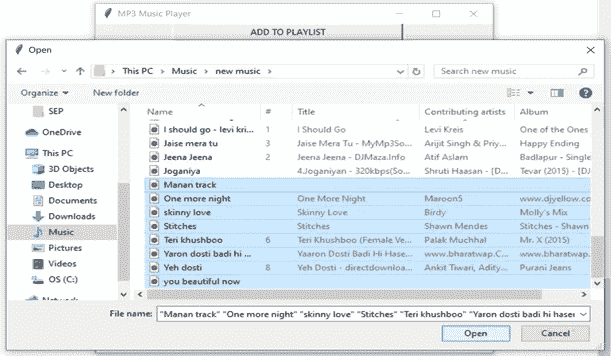 MP3 Music Player
ADD TO PLAYLIST
Open
This PC > Music > new music >
Search new music
Organize
New folder
Name # Title Contributing artists Album
SEP
OneDrive
This PC
3D Objects
Desktop
Documents
Downloads
Music
Pictures
Videos
OS (C:)
I should go - levi kr... 1 I Should Go Levi Kreis One of the Ones
Jaise mera tu 3 Jaise Mera Tu - MyMp3So... Arijit Singh & Priy... Happy Ending
Jeena Jeena 2 Jeena Jeena - DJMaza.Info Atif Aslam Badlapur - Single
Joganiya 4Joganiyan - 320kbps(So... Shruti Haasan - [D... Tevar (2015) - [D
Manan track
One more night One More Night Maroon5 www.djyellow.c
skinny love Skinny Love Birdy Molly's Mix
Stitches Stitches Shawn Mendes Stitches - Shawn
Teri khushboo 6 Teri Khushboo (Female.Ve... Palak Muchhal Mr. X (2015)
Yaron dosti badi hi ... Yaaron Dosti Badi Hi Hase... www.bharatwap.C... www.bharatwap.
Yeh dosti 8 Yeh Dosti - directdownloa... Ankit Tiwari, Adity... Purani Jeans
you beautiful now
File name: "Manan track" "One more night" "skinny love" "Stitches" "Teri khushboo" "Yaron dosti badi hi hasee
Open
Cancel